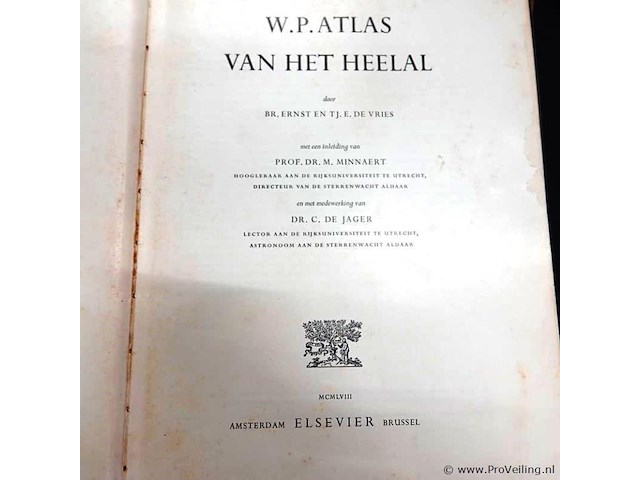 W.P. ATLAS
VAN HET HEELAL
door
BR. ERNST EN TJ. E. DE VRIES
met een inleiding van
PROF. DR. M. MINNAERT
HOOGLERAAR AAN DE RIJKSUNIVERSITEIT TE UTRECHT,
DIRECTEUR VAN DE STERRENWACHT ALDAAR
en met medewerking van
DR. C. DE JAGER
LECTOR AAN DE RIJKSUNIVERSITEIT TE UTRECHT,
ASTRONOOM AAN DE STERRENWACHT ALDAAR
MCMLVIII
AMSTERDAM ELSEVIER BRUSSEL
© www.ProVeiling.nl